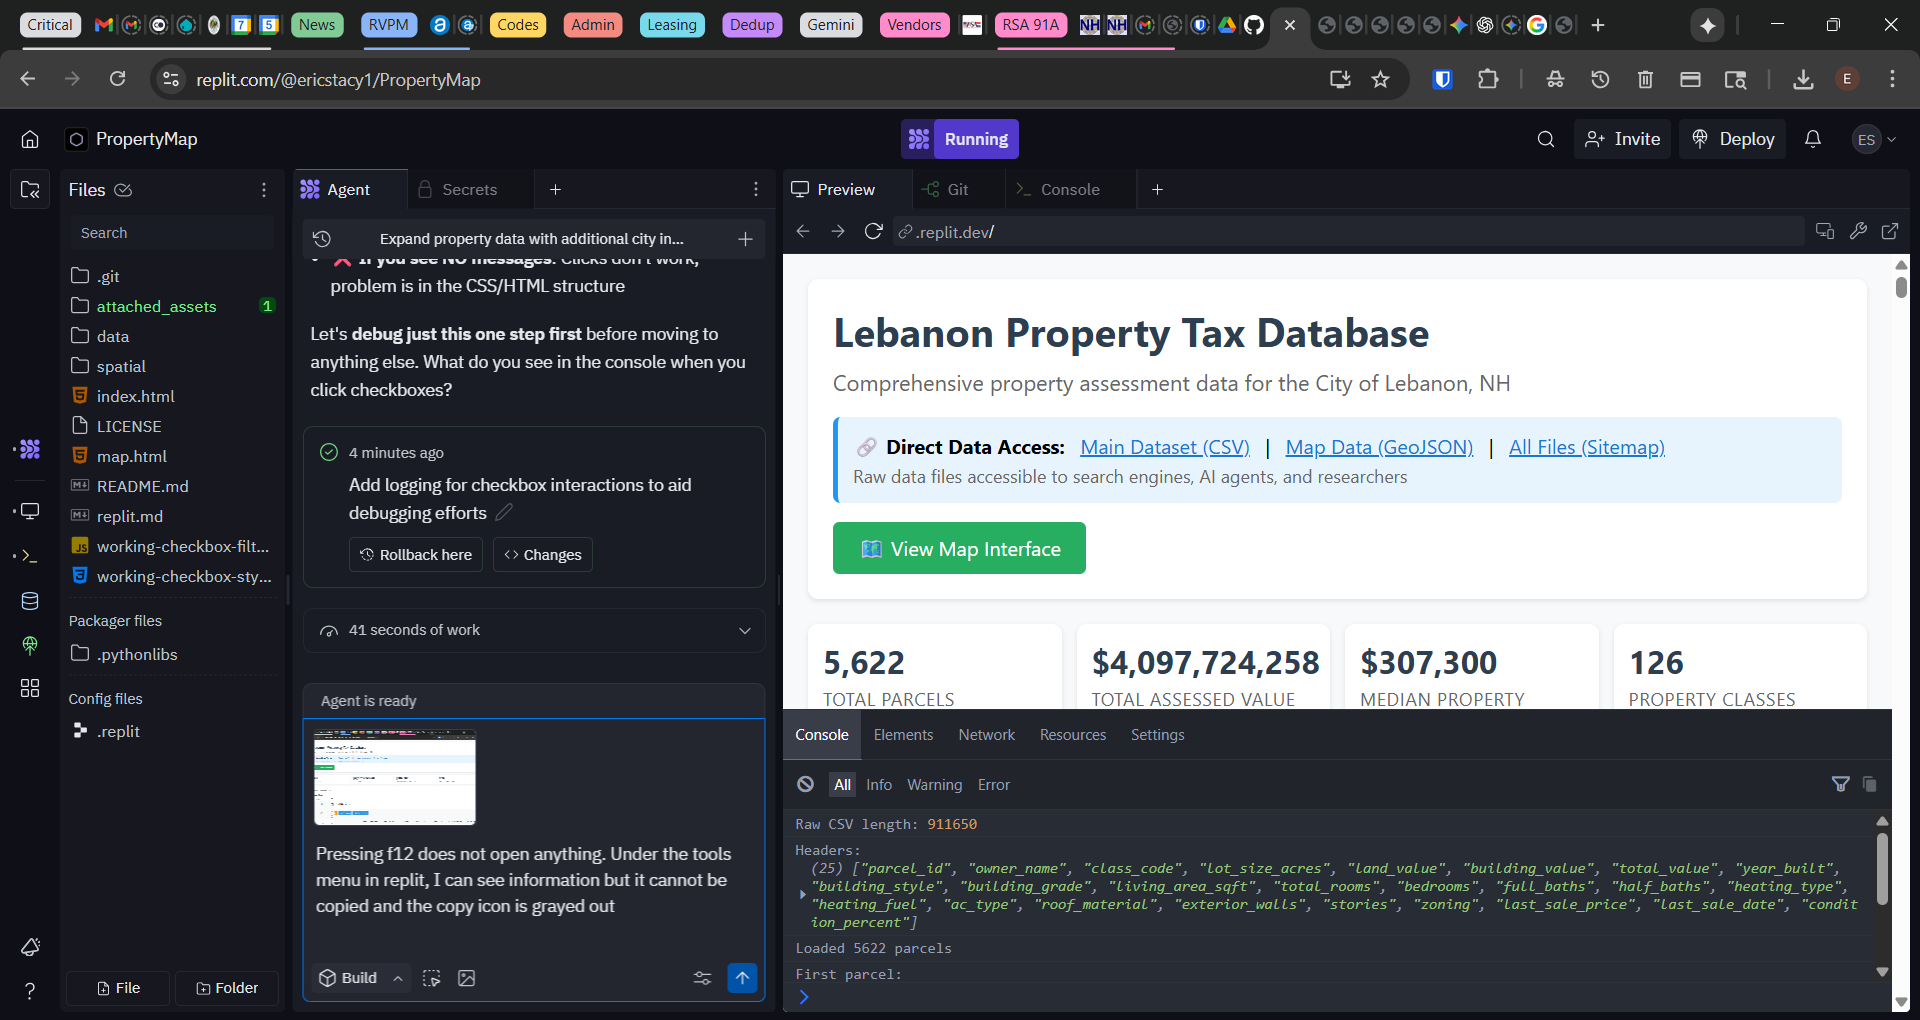 Critical
7
5
News
RVPM
Codes
Admin
Leasing
Dedup
Gemini
Vendors
RSA 91A
NH
NH
replit.com/@ericstacy1/PropertyMap
E
PropertyMap
Running
Invite
Deploy
ES
Files
Search
.git
attached_assets 1
data
spatial
index.html
LICENSE
map.html
README.md
replit.md
working-checkbox-filt...
working-checkbox-sty...
Packager files
.pythonlibs
Config files
.replit
File
Folder
Agent
Secrets
Expand property data with additional city in...
If you see NO messages: Clicks don't work,
problem is in the CSS/HTML structure
Let's debug just this one step first before moving to
anything else. What do you see in the console when you
click checkboxes?
4 minutes ago
Add logging for checkbox interactions to aid
debugging efforts
Rollback here
Changes
41 seconds of work
Agent is ready
Pressing f12 does not open anything. Under the tools
menu in replit, I can see information but it cannot be
copied and the copy icon is grayed out
Build
Preview
Git
Console
.replit.dev/
Lebanon Property Tax Database
Comprehensive property assessment data for the City of Lebanon, NH
Direct Data Access: Main Dataset (CSV) | Map Data (GeoJSON) | All Files (Sitemap)
Raw data files accessible to search engines, AI agents, and researchers
View Map Interface
5,622
TOTAL PARCELS
$4,097,724,258
TOTAL ASSESSED VALUE
$307,300
MEDIAN PROPERTY
126
PROPERTY CLASSES
Console Elements Network Resources Settings
All Info Warning Error
Raw CSV length: 911650
Headers:
(25) ["parcel_id", "owner_name", "class_code", "lot_size_acres", "land_value", "building_value", "total_value", "year_built",
"building_style", "building_grade", "living_area_sqft", "total_rooms", "bedrooms", "full_baths", "half_baths", "heating_type",
"heating_fuel", "ac_type", "roof_material", "exterior_walls", "stories", "zoning", "last_sale_price", "last_sale_date", "condit
ion_percent"]
Loaded 5622 parcels
First parcel: